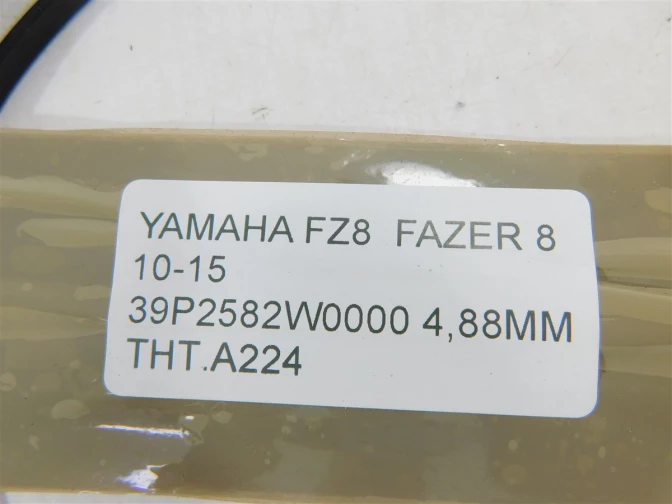 YAMAHA FZ8 FAZER 8
10-15
39P2582W0000 4,88MM
THT.A224